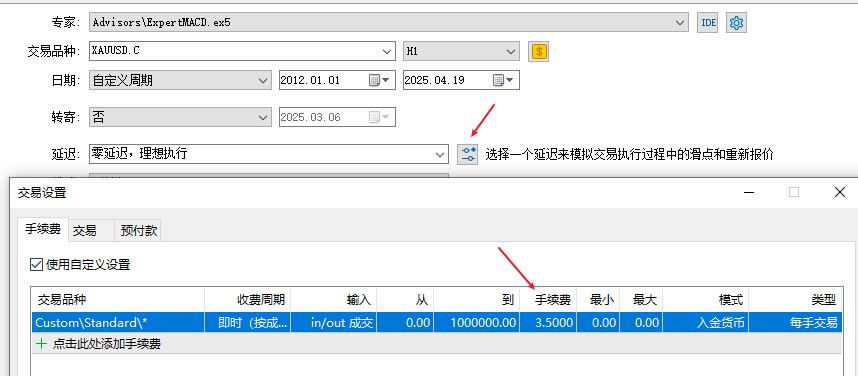 专家: Advisors\ExpertMACD.ex5 IDE
交易品种: XAUUSD.C H1 $
日期: 自定义周期 2012.01.01 2025.04.19
转寄: 否 2025.03.06
延迟: 零延迟，理想执行 选择一个延迟来模拟交易执行过程中的滑点和重新报价
交易设置
手续费 交易 预付款
使用自定义设置
交易品种 收费周期 输入 从 到 手续费 最小 最大 模式 类型
Custom\Standard\* 即时（按成... in/out 成交 0.00 1000000.00 3.5000 0.00 0.00 入金货币 每手交易
点击此处添加手续费